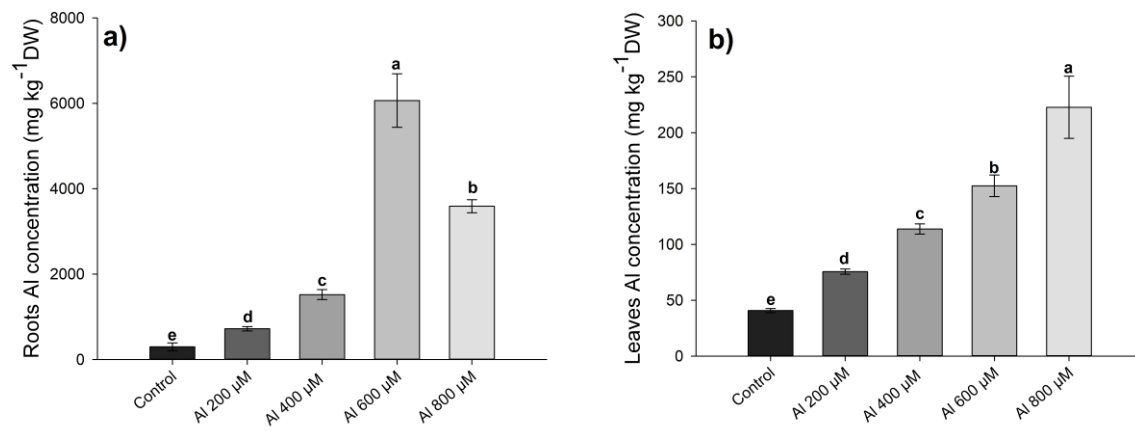 a)
Roots Al concentration (mg kg⁻¹DW)
8000
6000
4000
2000
0
e
d
c
a
b
Control
Al 200 µM
Al 400 µM
Al 600 µM
Al 800 µM
b)
Leaves Al concentration (mg kg⁻¹DW)
300
250
200
150
100
50
0
e
d
c
b
a
Control
Al 200 µM
Al 400 µM
Al 600 µM
Al 800 µM